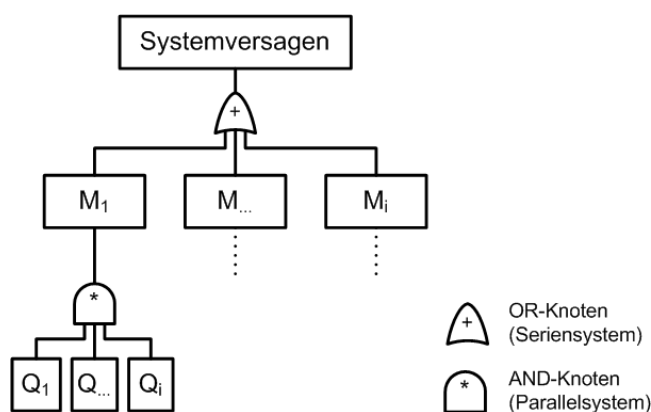 Systemversagen
+
M₁ M... Mᵢ
*
Q₁ Q... Qᵢ
+ OR-Knoten
(Seriensystem)
* AND-Knoten
(Parallelsystem)